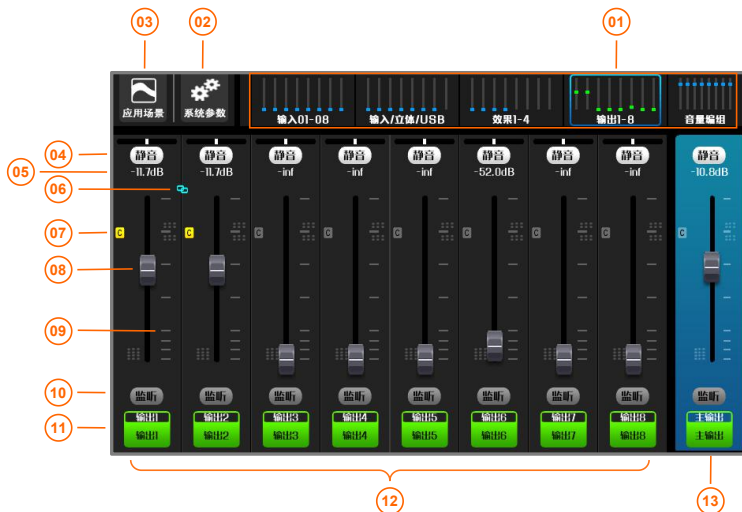 03
02
01
应用场景
系统参数
输入01-08
输入/立体/USB
效果1-4
输出1-8
音量编组
04
静音
静音
静音
静音
静音
静音
静音
静音
静音
05
-11.7dB
-11.7dB
-inf
-inf
-inf
-52.0dB
-inf
-inf
-10.8dB
06
07
C
C
C
C
C
C
C
C
C
08
09
10
监听
监听
监听
监听
监听
监听
监听
监听
监听
输出1
输出2
输出3
输出4
输出5
输出6
输出7
输出8
主输出
11
输出1
输出2
输出3
输出4
输出5
输出6
输出7
输出8
主输出
12
13